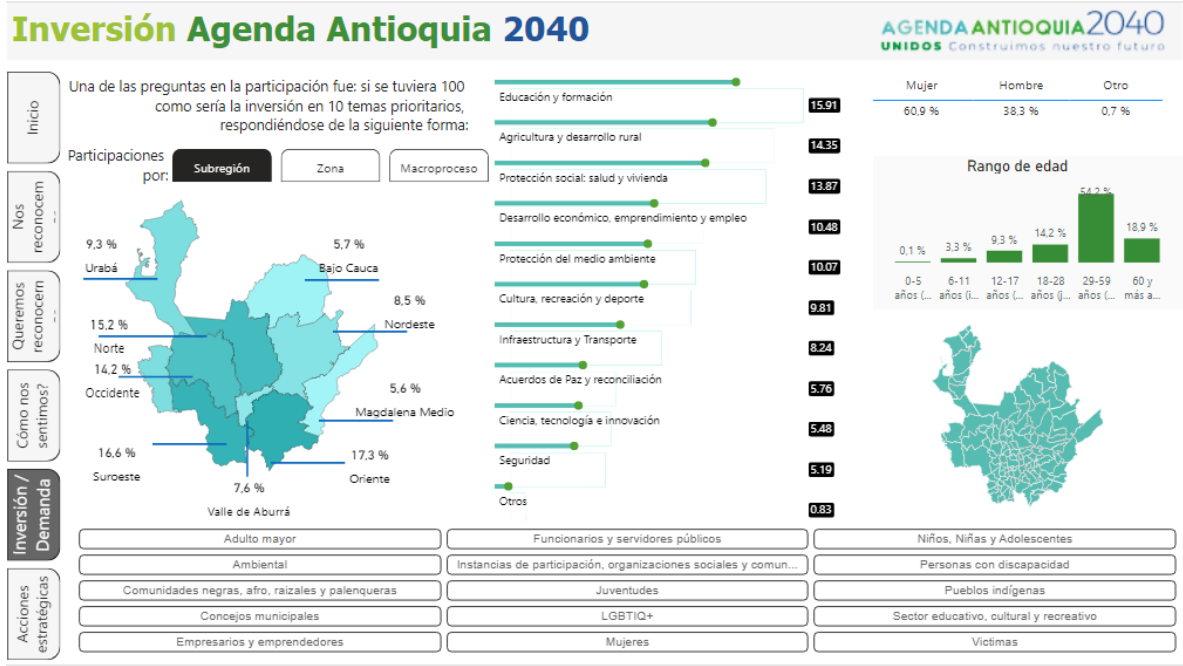 Inversión Agenda Antioquia 2040
AGENDA ANTIOQUIA 2040
UNIDOS Construimos nuestro futuro
Inicio
Nos
reconocem
Queremos
reconocern
Cómo nos
sentimos?
Inversión /
Demanda
Acciones
estratégicas
Una de las preguntas en la participación fue: si se tuviera 100
como sería la inversión en 10 temas prioritarios,
respondiéndose de la siguiente forma:
Participaciones
por:
Subregión
Zona
Macroproceso
9,3 %
Urabá
5,7 %
Bajo Cauca
8,5 %
Nordeste
15,2 %
Norte
14,2 %
Occidente
5,6 %
Magdalena Medio
16,6 %
Suroeste
17,3 %
Oriente
7,6 %
Valle de Aburrá
Educación y formación
15.91
Agricultura y desarrollo rural
14.35
Protección social: salud y vivienda
13.87
Desarrollo económico, emprendimiento y empleo
10.48
Protección del medio ambiente
10.07
Cultura, recreación y deporte
9.81
Infraestructura y Transporte
8.24
Acuerdos de Paz y reconciliación
5.76
Ciencia, tecnología e innovación
5.48
Seguridad
5.19
Otros
0.83
Mujer Hombre Otro
60,9 % 38,3 % 0,7 %
Rango de edad
0,1 % 3,3 % 9,3 % 14,2 % 54,2 % 18,9 %
0-5 6-11 12-17 18-28 29-59 60 y
años (... años (i... años (... años (j... años (... más a...
Adulto mayor
Funcionarios y servidores públicos
Niños, Niñas y Adolescentes
Ambiental
Instancias de participación, organizaciones sociales y comun...
Personas con discapacidad
Comunidades negras, afro, raizales y palenqueras
Juventudes
Pueblos indígenas
Concejos municipales
LGBTIQ+
Sector educativo, cultural y recreativo
Empresarios y emprendedores
Mujeres
Victimas